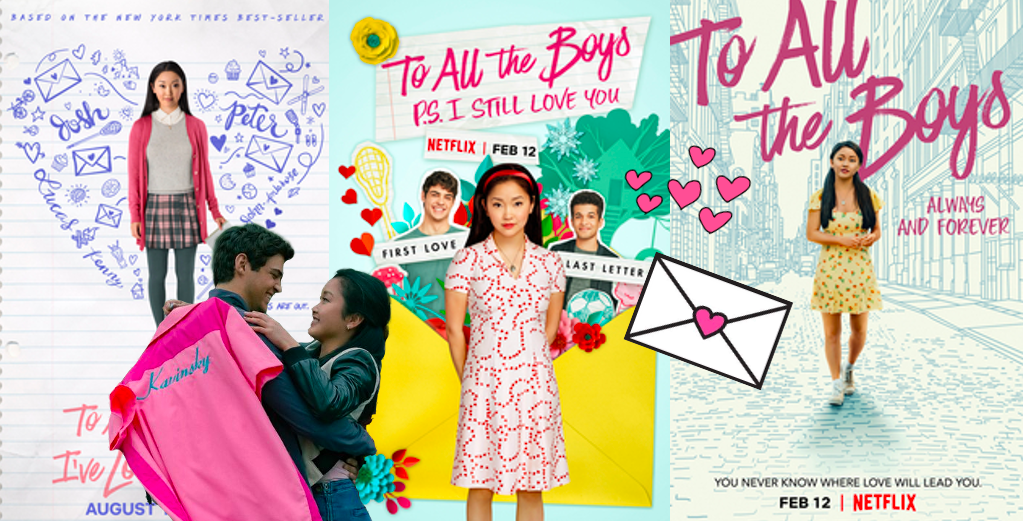 BASED ON THE NEW YORK TIMES BEST-SELLER
Josh
Peter
Lucas
Kenny
ARE OUT.
Kavinsky
TO
I'VE LO
AUGUST
To All the Boys
P.S. I STILL LOVE YOU
NETFLIX | FEB 12
FIRST LOVE
LAST LETTER
To All
the Boys
ALWAYS
AND FOREVER
YOU NEVER KNOW WHERE LOVE WILL LEAD YOU.
FEB 12 | NETFLIX